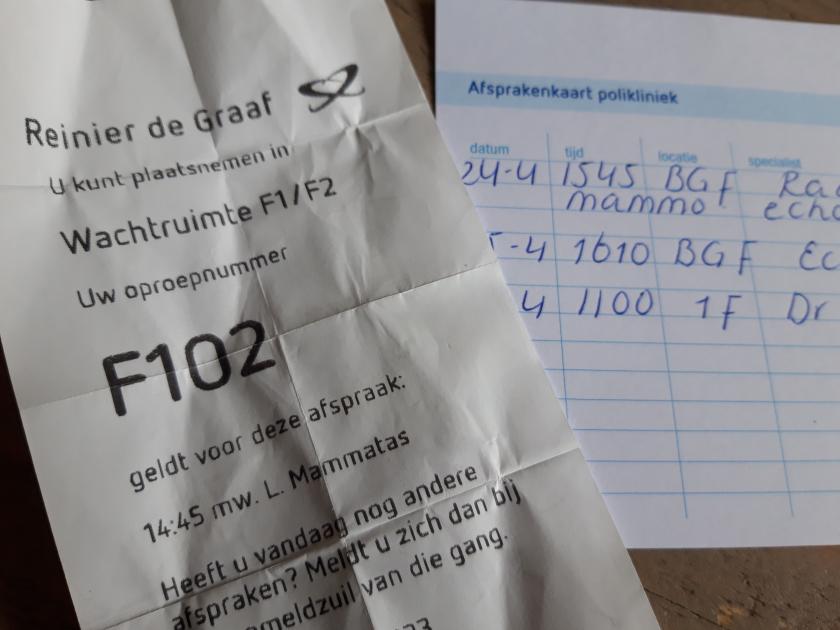 Reinier de Graaf
U kunt plaatsnemen in
Wachtruimte F1/F2
Uw oproepnummer
F102
geldt voor deze afspraak:
14:45 mw. L. Mammatas
Heeft u vandaag nog andere
afspraken? Meldt u zich dan bij
van die gang.
Afsprakenkaart polikliniek
datum tijd locatie specialist
24-4 1545 BGF
mammo
-4 1610 BGF
4 1100 1F Dr